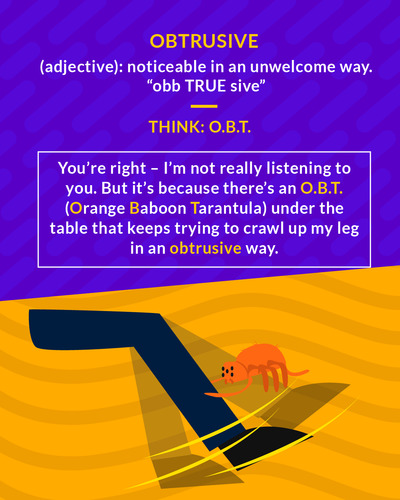 OBTRUSIVE
(adjective): noticeable in an unwelcome way.
“obb TRUE sive”
THINK: O.B.T.
You’re right – I’m not really listening to
you. But it’s because there’s an O.B.T.
(Orange Baboon Tarantula) under the
table that keeps trying to crawl up my leg
in an obtrusive way.